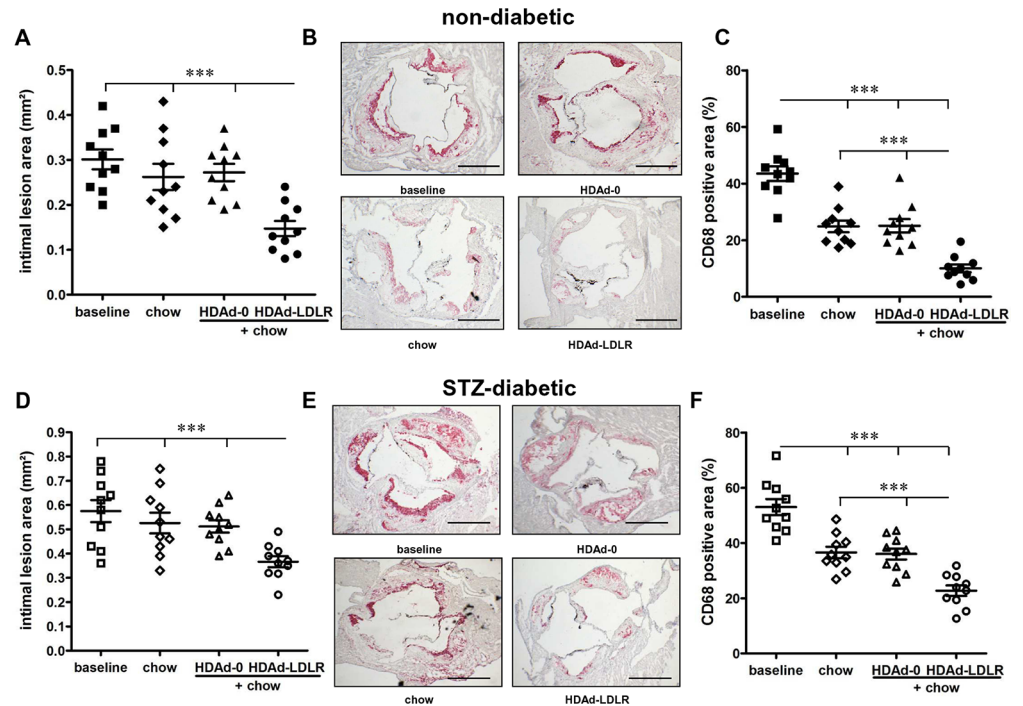 non-diabetic
A
intimal lesion area (mm²)
0.5
0.4
0.3
0.2
0.1
0.0
***
baseline
chow
HDAd-0
HDAd-LDLR
+ chow
B
baseline
HDAd-0
chow
HDAd-LDLR
C
CD68 positive area (%)
80
60
40
20
0
***
***
baseline
chow
HDAd-0
HDAd-LDLR
+ chow
STZ-diabetic
D
intimal lesion area (mm²)
0.9
0.8
0.7
0.6
0.5
0.4
0.3
0.2
0.1
0.0
***
baseline
chow
HDAd-0
HDAd-LDLR
+ chow
E
baseline
HDAd-0
chow
HDAd-LDLR
F
CD68 positive area (%)
80
60
40
20
0
***
***
baseline
chow
HDAd-0
HDAd-LDLR
+ chow